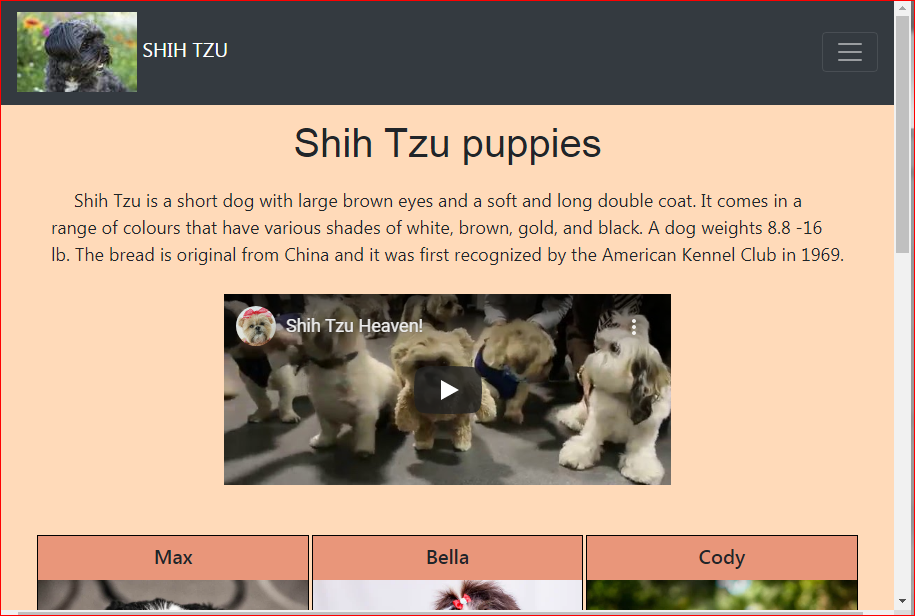 SHIH TZU
Shih Tzu puppies
Shih Tzu is a short dog with large brown eyes and a soft and long double coat. It comes in a
range of colours that have various shades of white, brown, gold, and black. A dog weights 8.8 -16
lb. The bread is original from China and it was first recognized by the American Kennel Club in 1969.
Shih Tzu Heaven!
Max Bella Cody